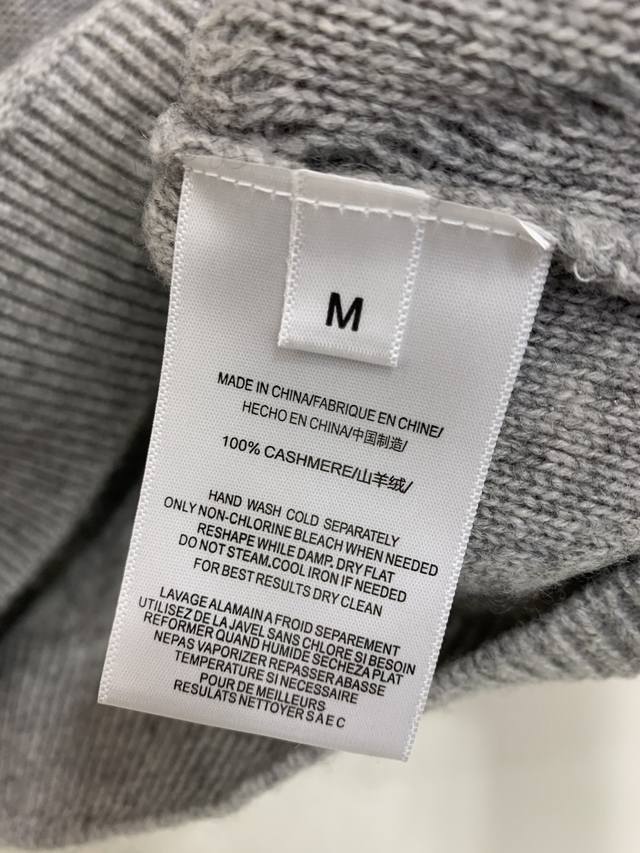 M
MADE IN CHINA/FABRIQUE EN CHINE/
HECHO EN CHINA/中国制造/
100% CASHMERE/山羊绒/
HAND WASH COLD SEPARATELY
ONLY NON-CHLORINE BLEACH WHEN NEEDED
RESHAPE WHILE DAMP. DRY FLAT
DO NOT STEAM.COOL IRON IF NEEDED
FOR BEST RESULTS DRY CLEAN
LAVAGE ALAMAIN A FROID SEPAREMENT
UTILISEZ DE LA JAVEL SANS CHLORE SI BESOIN
REFORMER QUAND HUMIDE SECHEZA PLAT
NEPAS VAPORIZER REPASSER ABASSE
TEMPERATURE SI NECESSAIRE
POUR DE MEILLEURS
RESULATS NETTOYER S A E C